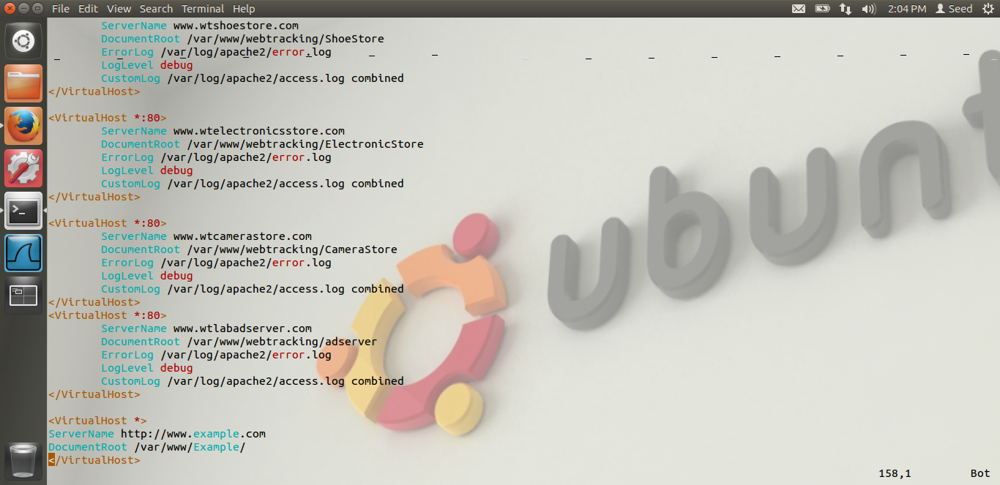 File Edit View Search Terminal Help 2:04 PM Seed
ServerName www.wtshoestore.com
DocumentRoot /var/www/webtracking/ShoeStore
ErrorLog /var/log/apache2/error.log
LogLevel debug
CustomLog /var/log/apache2/access.log combined
</VirtualHost>
<VirtualHost *:80>
ServerName www.wtelectronicsstore.com
DocumentRoot /var/www/webtracking/ElectronicStore
ErrorLog /var/log/apache2/error.log
LogLevel debug
CustomLog /var/log/apache2/access.log combined
</VirtualHost>
<VirtualHost *:80>
ServerName www.wtcamerastore.com
DocumentRoot /var/www/webtracking/CameraStore
ErrorLog /var/log/apache2/error.log
LogLevel debug
CustomLog /var/log/apache2/access.log combined
</VirtualHost>
<VirtualHost *:80>
ServerName www.wtlabadserver.com
DocumentRoot /var/www/webtracking/adserver
ErrorLog /var/log/apache2/error.log
LogLevel debug
CustomLog /var/log/apache2/access.log combined
</VirtualHost>
<VirtualHost *>
ServerName http://www.example.com
DocumentRoot /var/www/Example/
</VirtualHost>
158,1 Bot
ubunt